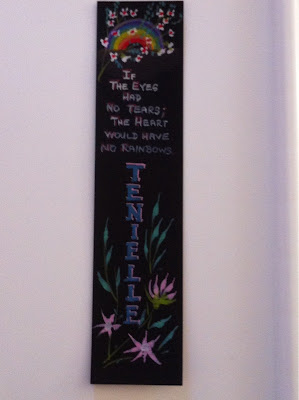 IF
THE EYES
HAD
NO TEARS;
THE HEART
WOULD HAVE
NO RAINBOWS.
TENIELLE